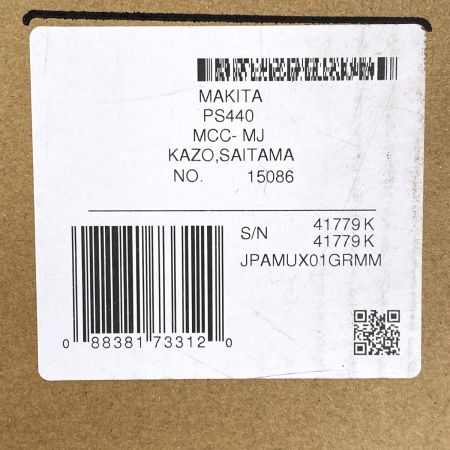 MAKITA
PS440
MCC- MJ
KAZO,SAITAMA
NO. 15086
S/N 41779 K
41779 K
JPAMUX01GRMM
0 88381 73312 0